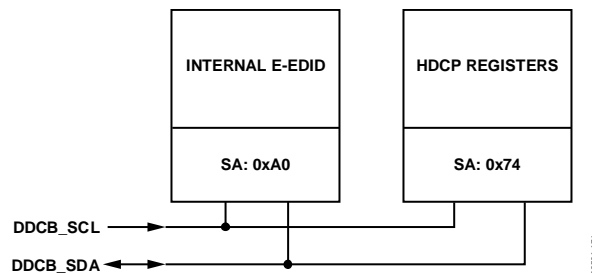 INTERNAL E-EDID
HDCP REGISTERS
SA: 0xA0
SA: 0x74
DDCB_SCL
DDCB_SDA